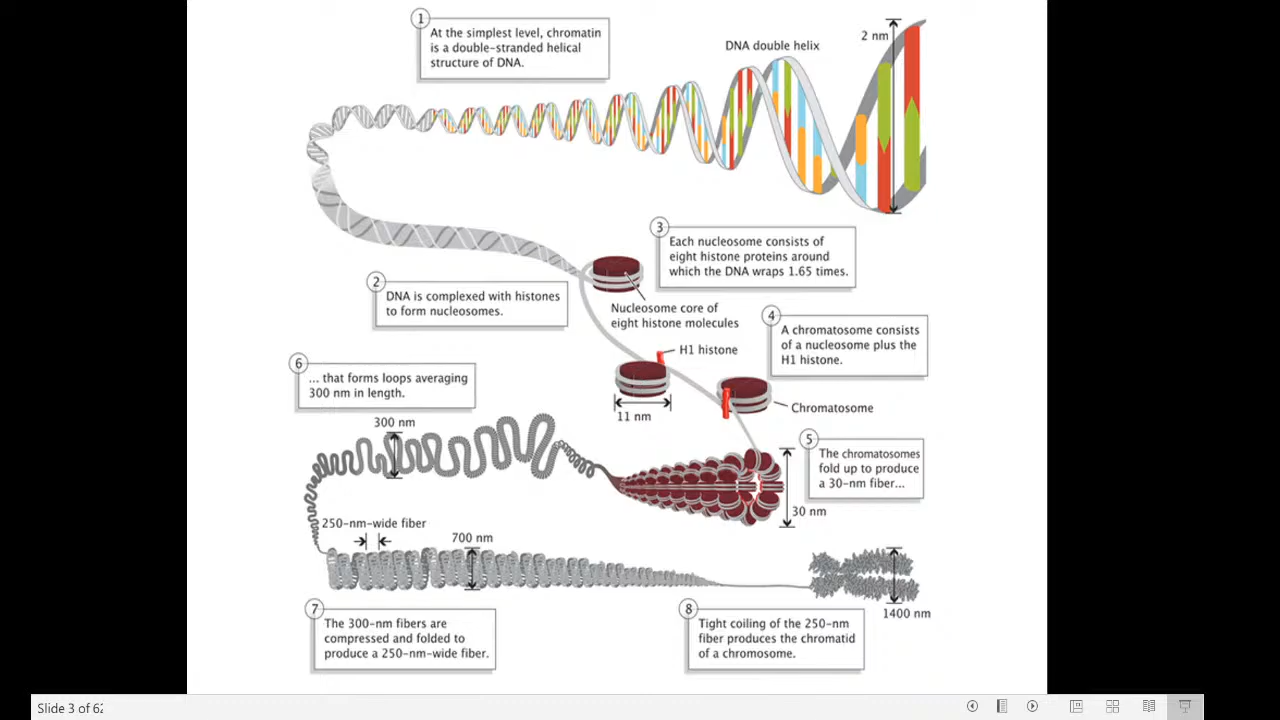 1
At the simplest level, chromatin
is a double-stranded helical
structure of DNA.
DNA double helix
2 nm
3
Each nucleosome consists of
eight histone proteins around
which the DNA wraps 1.65 times.
2
DNA is complexed with histones
to form nucleosomes.
Nucleosome core of
eight histone molecules
4
A chromatosome consists
of a nucleosome plus the
H1 histone.
H1 histone
6
... that forms loops averaging
300 nm in length.
11 nm
Chromatosome
300 nm
5
The chromatosomes
fold up to produce
a 30-nm fiber...
30 nm
250-nm-wide fiber
700 nm
1400 nm
7
The 300-nm fibers are
compressed and folded to
produce a 250-nm-wide fiber.
8
Tight coiling of the 250-nm
fiber produces the chromatid
of a chromosome.
Slide 3 of 62